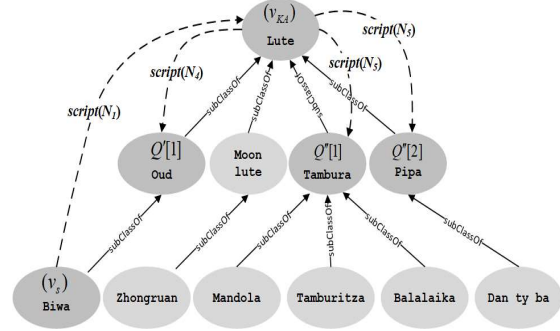 (v_KA)
Lute
script(N_5)
script(N_4)
script(N_5)
script(N_1)
subClassOf
subClassOf
subClassOf
subClassOf
Q'[1]
Oud
Moon
lute
Q"[1]
Tambura
Q"[2]
Pipa
subClassOf
subClassOf
subClassOf
subClassOf
subClassOf
subClassOf
(v_s)
Biwa
Zhongruan
Mandola
Tamburitza
Balalaika
Dan ty ba